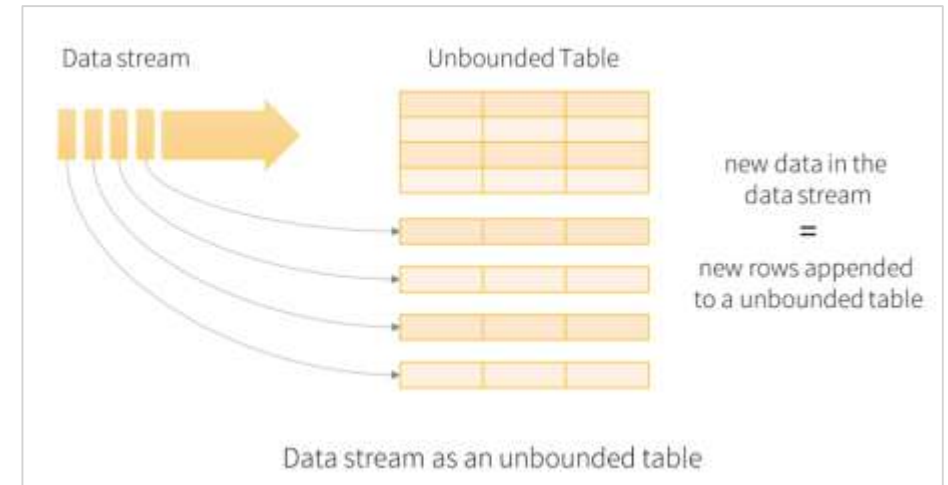 Data stream
Unbounded Table
new data in the
data stream
=
new rows appended
to a unbounded table
Data stream as an unbounded table